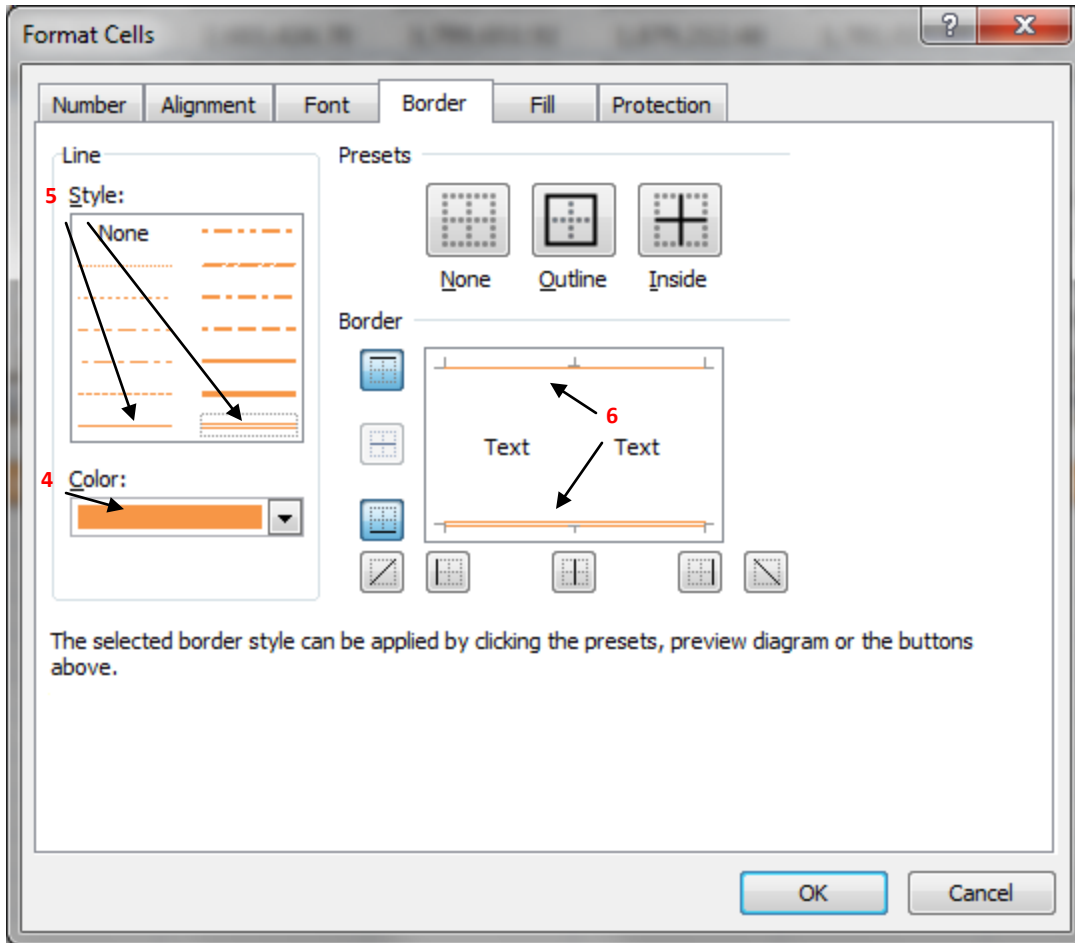 Format Cells
Number Alignment Font Border Fill Protection
Line
Presets
5 Style:
None
None Outline Inside
Border
6
Text Text
4 Color:
The selected border style can be applied by clicking the presets, preview diagram or the buttons
above.
OK Cancel